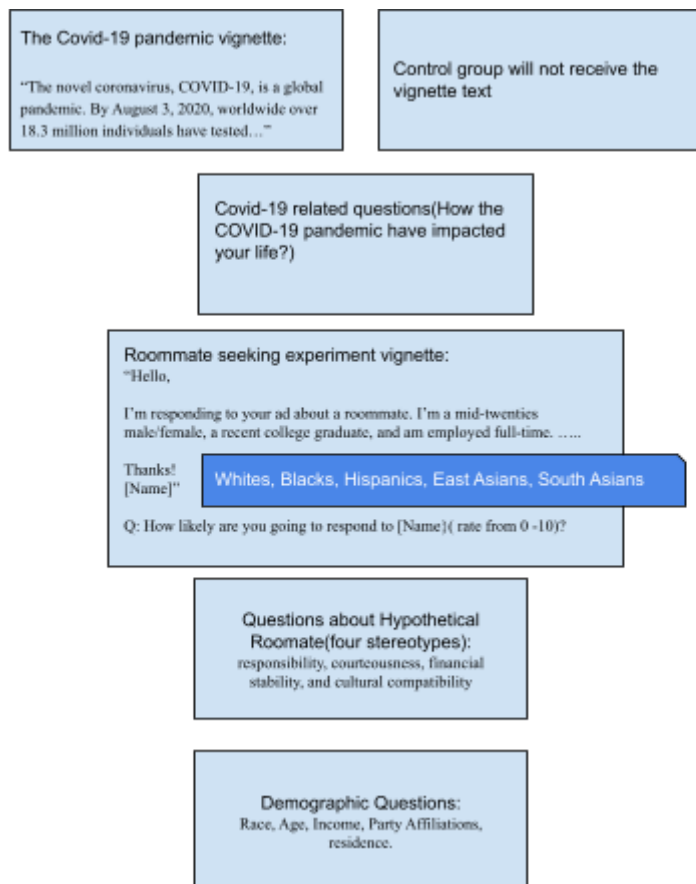 The Covid-19 pandemic vignette:
“The novel coronavirus, COVID-19, is a global
pandemic. By August 3, 2020, worldwide over
18.3 million individuals have tested…”
Control group will not receive the
vignette text
Covid-19 related questions(How the
COVID-19 pandemic have impacted
your life?)
Roommate seeking experiment vignette:
“Hello,
I’m responding to your ad about a roommate. I’m a mid-twenties
male/female, a recent college graduate, and am employed full-time. …..
Thanks!
[Name]”
Whites, Blacks, Hispanics, East Asians, South Asians
Q: How likely are you going to respond to [Name}( rate from 0 -10)?
Questions about Hypothetical
Roomate(four stereotypes):
responsibility, courteousness, financial
stability, and cultural compatibility
Demographic Questions:
Race, Age, Income, Party Affiliations,
residence.